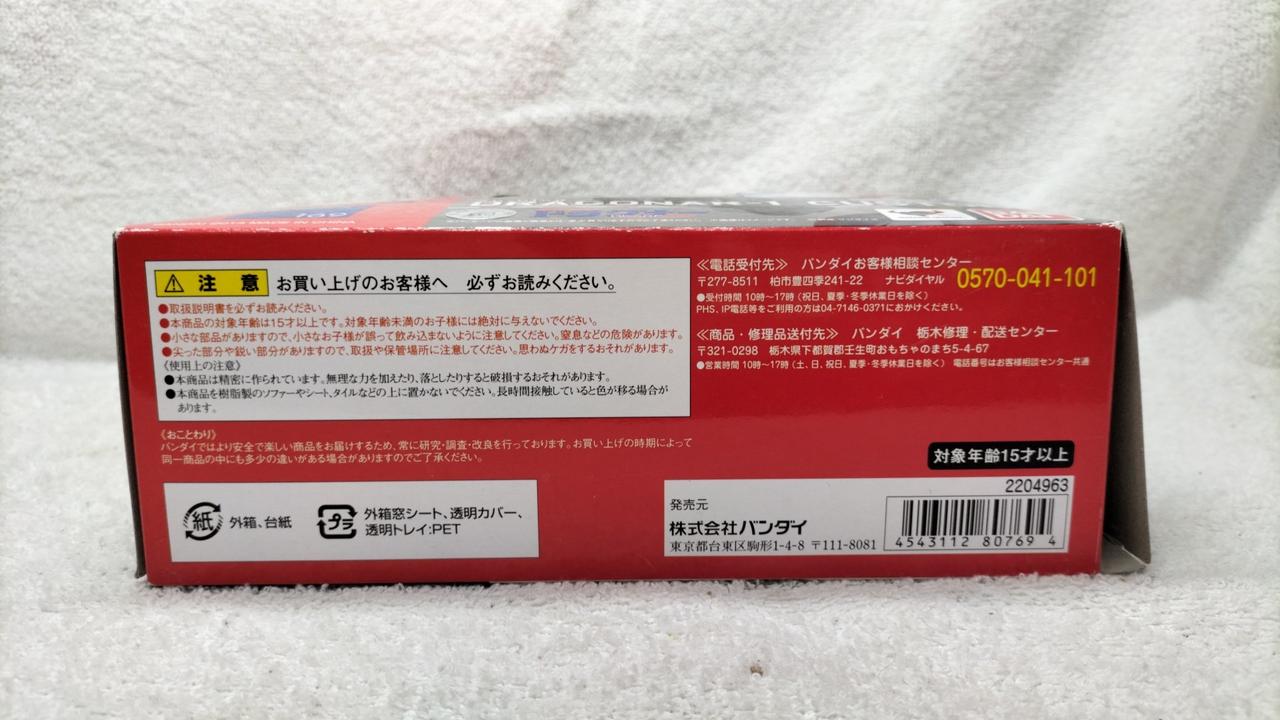 注 意 お買い上げのお客様へ 必ずお読みください。
●取扱説明書を必ずお読みください。
●本商品の対象年齢は15才以上です。対象年齢未満のお子様には絶対に与えないでください。
●小さな部品がありますので、小さなお子様が誤って飲み込まないように注意してください。窒息などの危険があります。
●尖った部分や鋭い部分がありますので、取扱や保管場所に注意してください。思わぬケガをするおそれがあります。
《使用上の注意》
●本商品は精密に作られています。無理な力を加えたり、落としたりすると破損するおそれがあります。
●本商品を樹脂製のソファーやシート、タイルなどの上に置かないでください。長時間接触していると色が移る場合が
あります。
《おことわり》
バンダイではより安全で楽しい商品をお届けするため、常に研究・調査・改良を行っております。お買い上げの時期によって
同一商品の中にも多少の違いがある場合がありますのでご了承ください。
紙 外箱、台紙
プラ 外箱窓シート、透明カバー、
透明トレイ:PET
≪電話受付先≫ バンダイお客様相談センター
〒277-8511 柏市豊四季241-22 ナビダイヤル 0570-041-101
●受付時間 10時〜17時(祝日、夏季・冬季休業日を除く)
PHS、IP電話等をご利用の方は04-7146-0371におかけください。
≪商品・修理品送付先≫ バンダイ 栃木修理・配送センター
〒321-0298 栃木県下都賀郡壬生町おもちゃのまち5-4-67
●営業時間 10時〜17時(土、日、祝日、夏季・冬季休業日を除く) 電話番号はお客様相談センター共通
対象年齢15才以上
2204963
発売元
株式会社バンダイ
東京都台東区駒形1-4-8 〒111-8081
4543112 80769 4